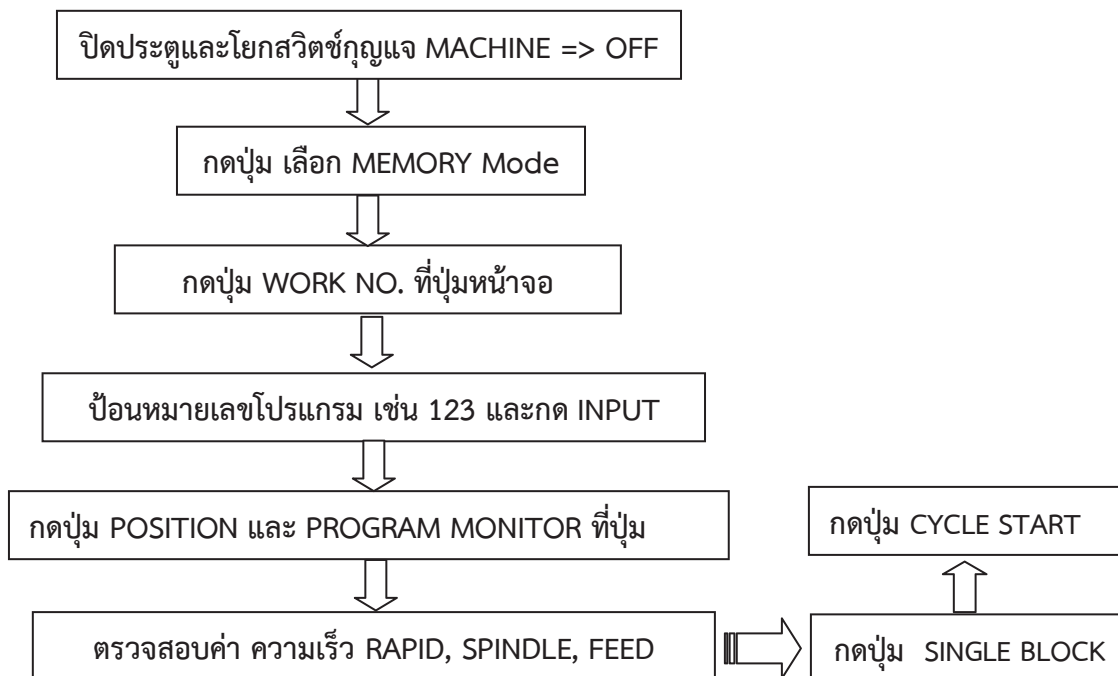 ปิดประตูและโยกสวิตช์กุญแจ MACHINE => OFF
กดปุ่ม เลือก MEMORY Mode
กดปุ่ม WORK NO. ที่ปุ่มหน้าจอ
ป้อนหมายเลขโปรแกรม เช่น 123 และกด INPUT
กดปุ่ม POSITION และ PROGRAM MONITOR ที่ปุ่ม
ตรวจสอบค่า ความเร็ว RAPID, SPINDLE, FEED
กดปุ่ม SINGLE BLOCK
กดปุ่ม CYCLE START